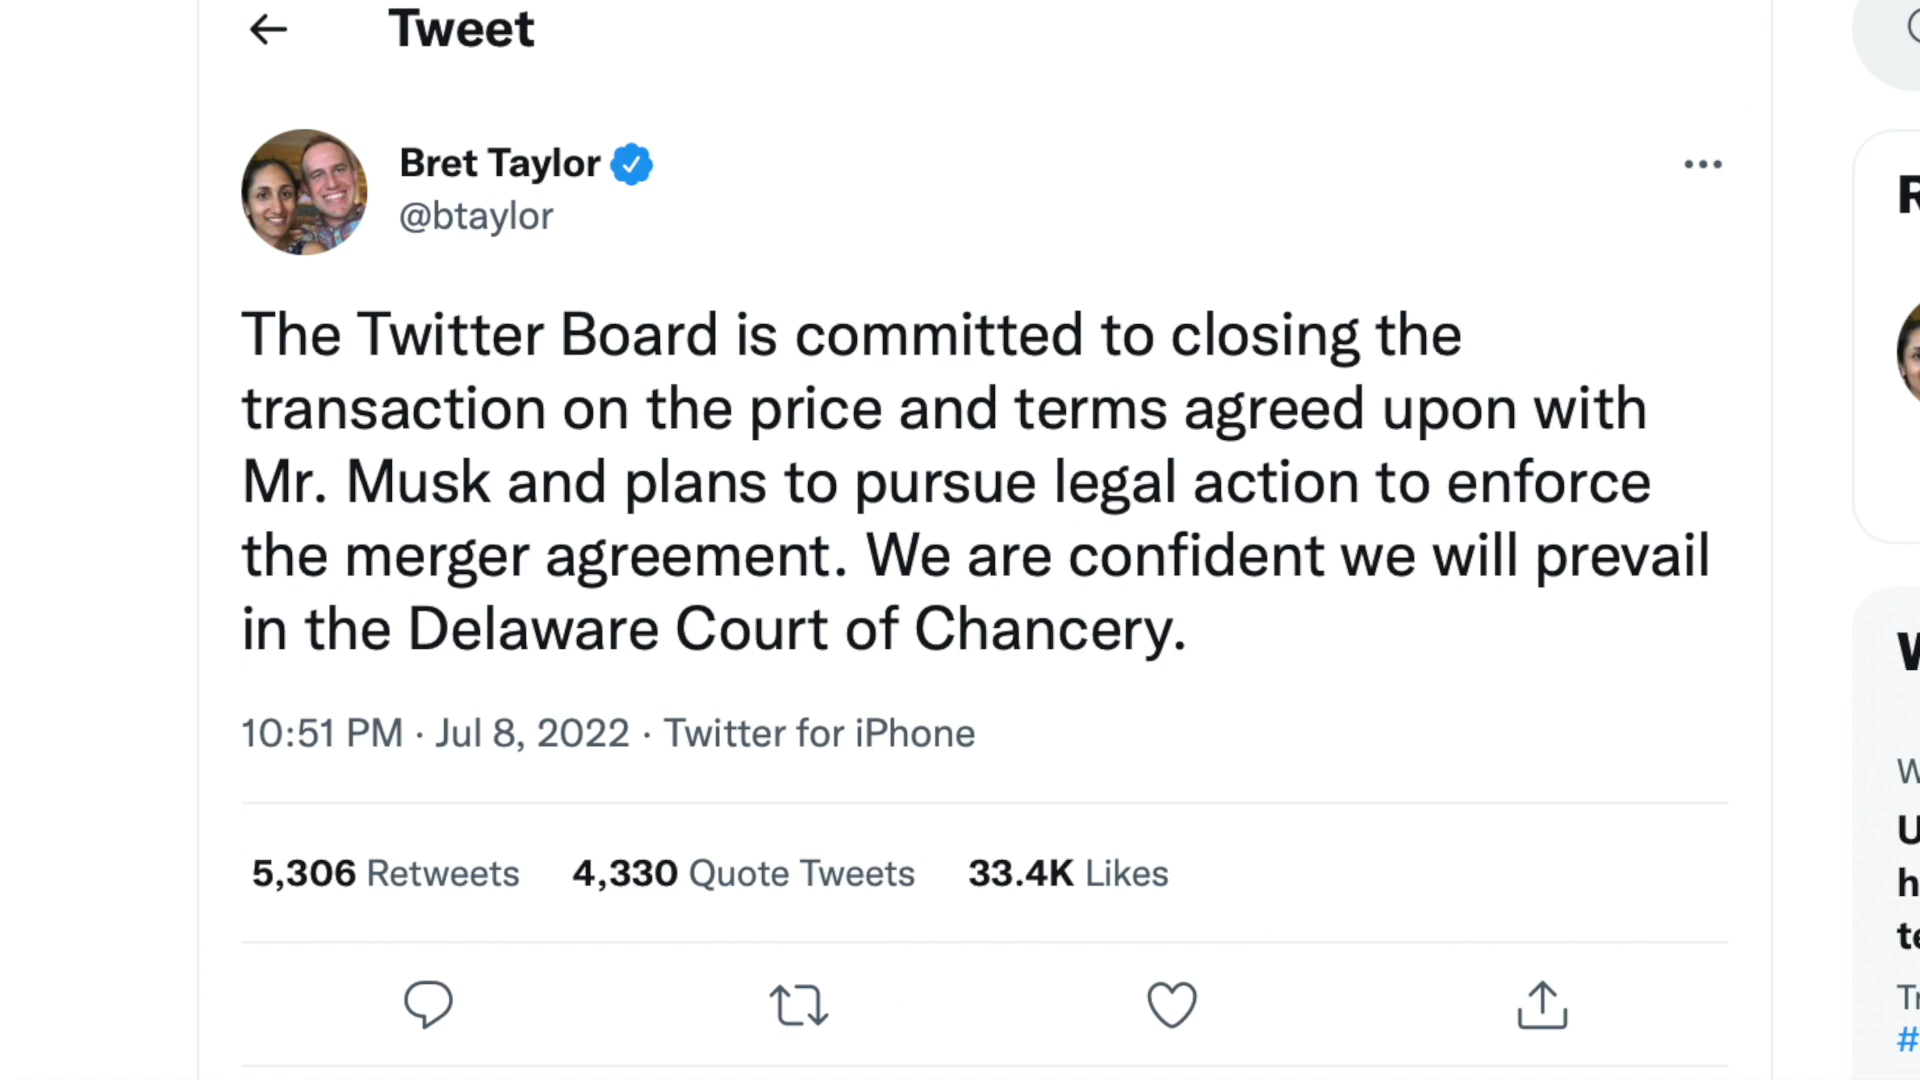 Tweet
Bret Taylor
@btaylor
The Twitter Board is committed to closing the
transaction on the price and terms agreed upon with
Mr. Musk and plans to pursue legal action to enforce
the merger agreement. We are confident we will prevail
in the Delaware Court of Chancery.
10:51 PM · Jul 8, 2022 · Twitter for iPhone
5,306 Retweets 4,330 Quote Tweets 33.4K Likes